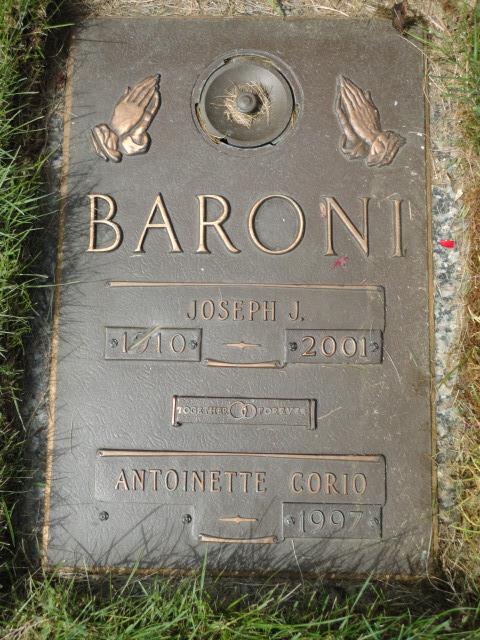 BARONI
JOSEPH J.
1910 2001
TOGETHER FOREVER
ANTOINETTE CORIO
1997